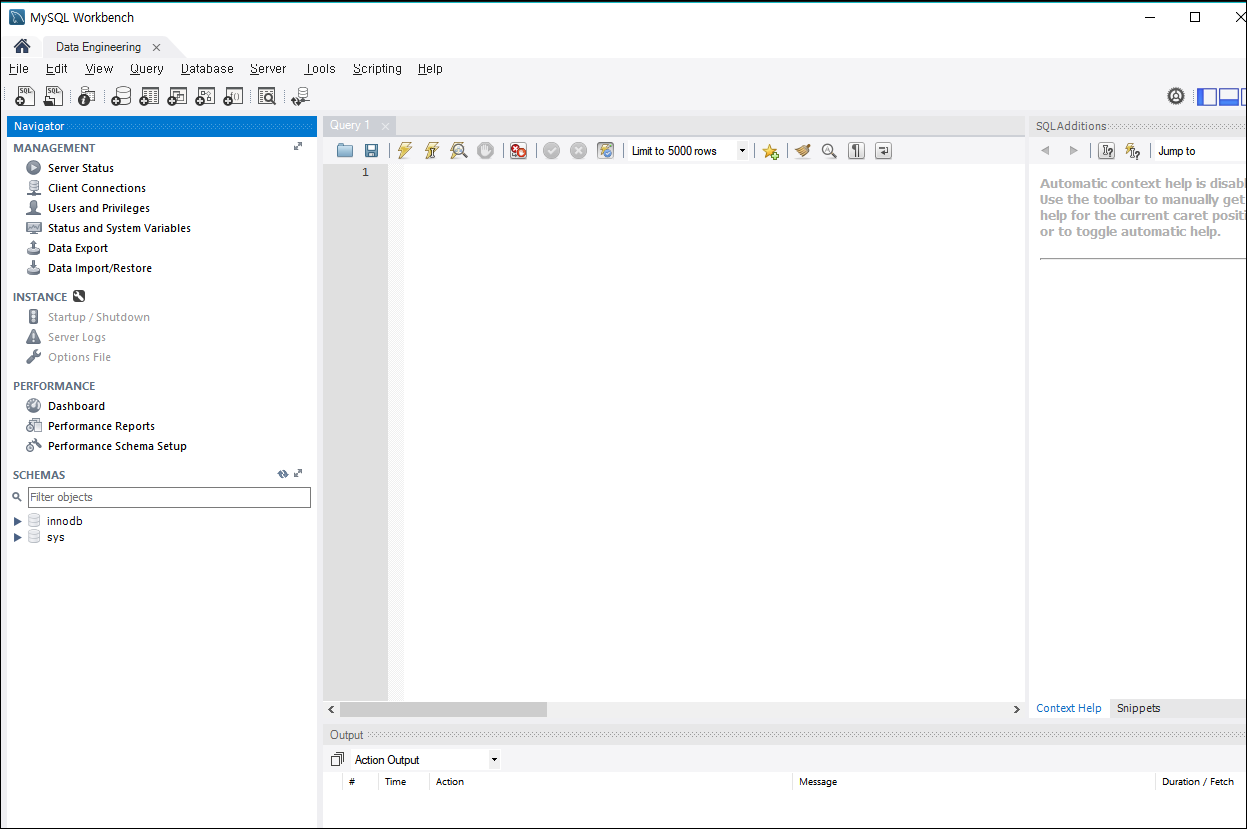 MySQL Workbench
Data Engineering
File Edit View Query Database Server Tools Scripting Help
Navigator
MANAGEMENT
Server Status
Client Connections
Users and Privileges
Status and System Variables
Data Export
Data Import/Restore
INSTANCE
Startup / Shutdown
Server Logs
Options File
PERFORMANCE
Dashboard
Performance Reports
Performance Schema Setup
SCHEMAS
Filter objects
innodb
sys
Query 1
Limit to 5000 rows
1
SQLAdditions
Jump to
Automatic context help is disabl
Use the toolbar to manually get
help for the current caret positi
or to toggle automatic help.
Context Help Snippets
Output
Action Output
# Time Action Message Duration / Fetch